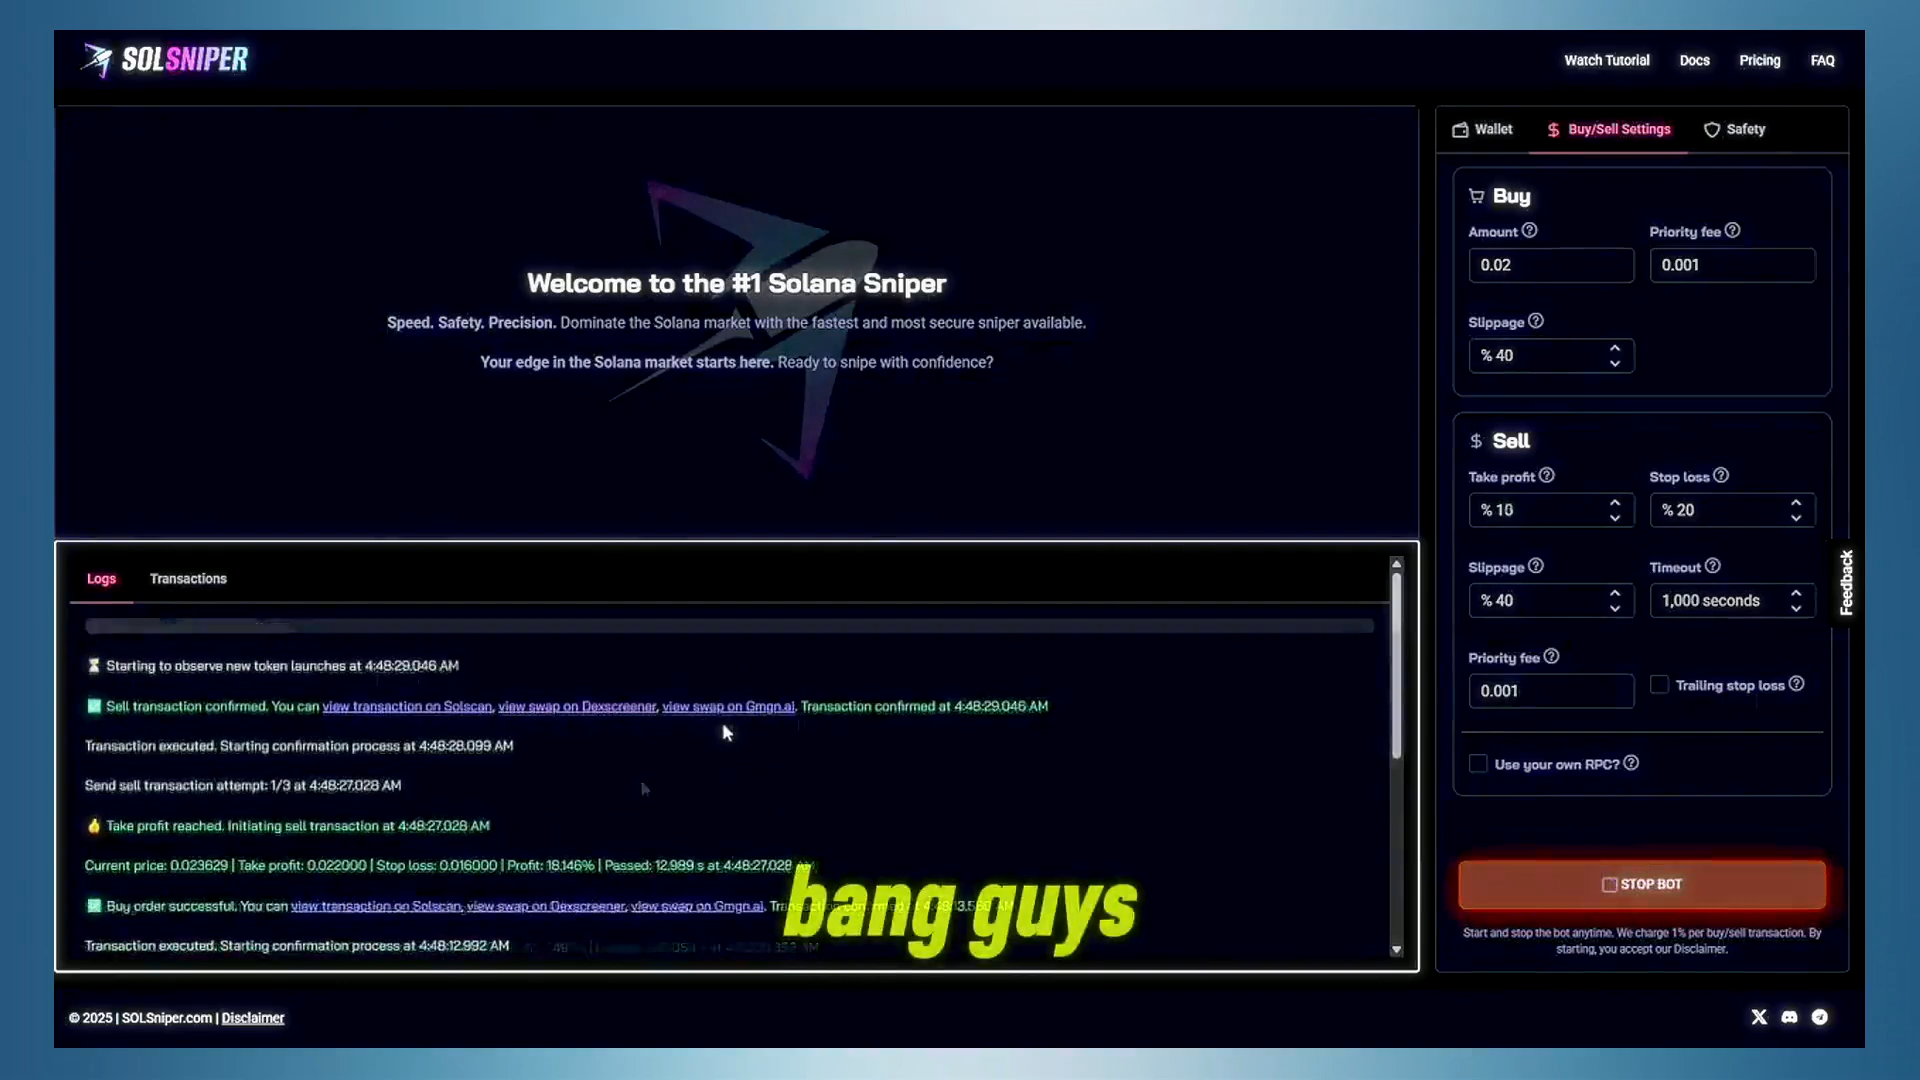 SOLSNIPER
Watch Tutorial
Docs
Pricing
FAQ
Welcome to the #1 Solana Sniper
Speed. Safety. Precision. Dominate the Solana market with the fastest and most secure sniper available.
Your edge in the Solana market starts here. Ready to snipe with confidence?
Logs
Transactions
Starting to observe new token launches at 4:48:29.046 AM
Sell transaction confirmed. You can view transaction on Solscan, view swap on Dexscreener, view swap on Gmgn.ai. Transaction confirmed at 4:48:29.046 AM
Transaction executed. Starting confirmation process at 4:48:28.099 AM
Send sell transaction attempt: 1/3 at 4:48:27.028 AM
Take profit reached. Initiating sell transaction at 4:48:27.028 AM
Current price: 0.023629 | Take profit: 0.022000 | Stop loss: 0.016000 | Profit: 18.146% | Passed: 12.989 s at 4:48:27.028
Buy order successful. You can view transaction on Solscan, view swap on Dexscreener, view swap on Gmgn.ai.
Transaction executed. Starting confirmation process at 4:48:12.992 AM
bang guys
Wallet
Buy/Sell Settings
Safety
Buy
Amount
Priority fee
0.02
0.001
Slippage
% 40
Sell
Take profit
Stop loss
% 10
% 20
Slippage
Timeout
% 40
1,000 seconds
Priority fee
0.001
Trailing stop loss
Use your own RPC?
STOP BOT
Start and stop the bot anytime. We charge 1% per buy/sell transaction. By
starting, you accept our Disclaimer.
Feedback
© 2025 | SOLSniper.com | Disclaimer